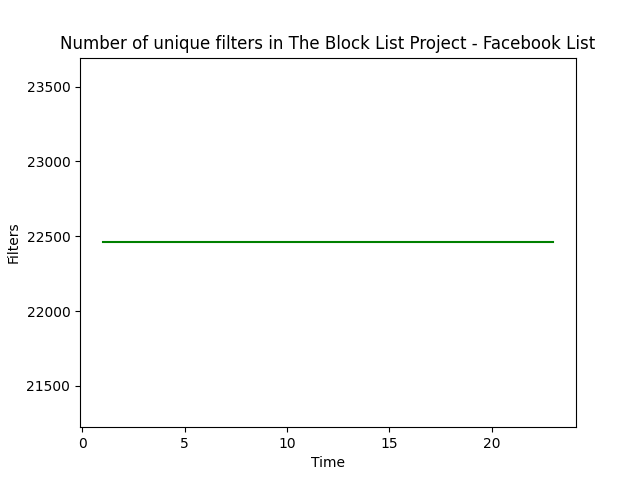 Number of unique filters in The Block List Project - Facebook List
23500
23000
22500
22000
21500
Filters
0 5 10 15 20
Time